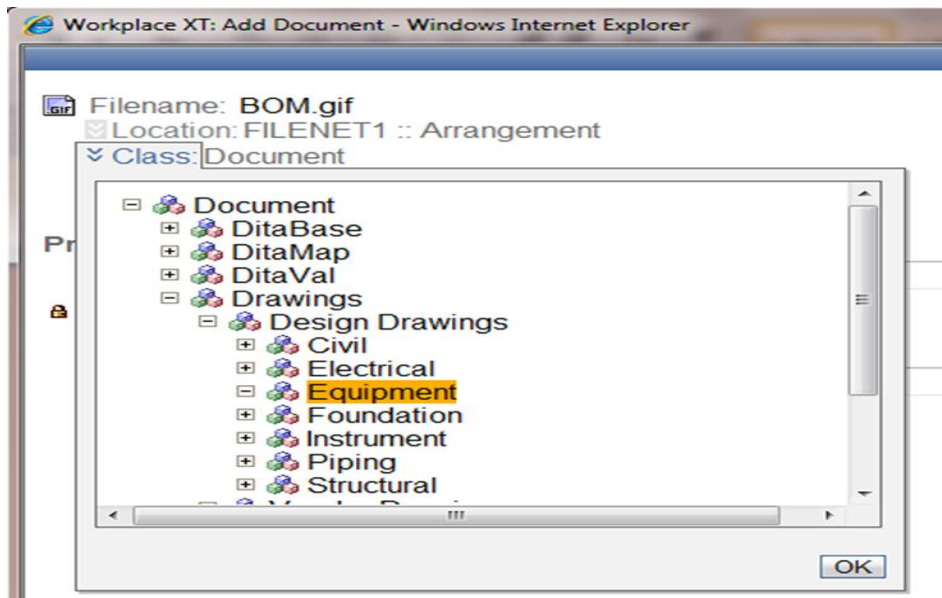 Workplace XT: Add Document - Windows Internet Explorer
GIF Filename: BOM.gif
Location: FILENET1 :: Arrangement
Class: Document
Document
DitaBase
DitaMap
DitaVal
Pr
Drawings
Design Drawings
Civil
Electrical
Equipment
Foundation
Instrument
Piping
Structural
OK